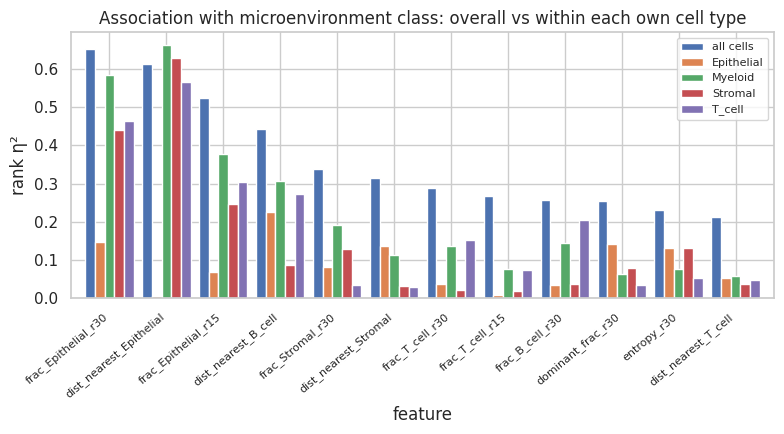 Association with microenvironment class: overall vs within each own cell type
all cells
Epithelial
Myeloid
Stromal
T_cell
rank η²
0.6
0.5
0.4
0.3
0.2
0.1
0.0
frac_Epithelial_r30
dist_nearest_Epithelial
frac_Epithelial_r15
dist_nearest_B_cell
frac_Stromal_r30
dist_nearest_Stromal
frac_T_cell_r30
frac_T_cell_r15
frac_B_cell_r30
dominant_frac_r30
entropy_r30
dist_nearest_T_cell
feature